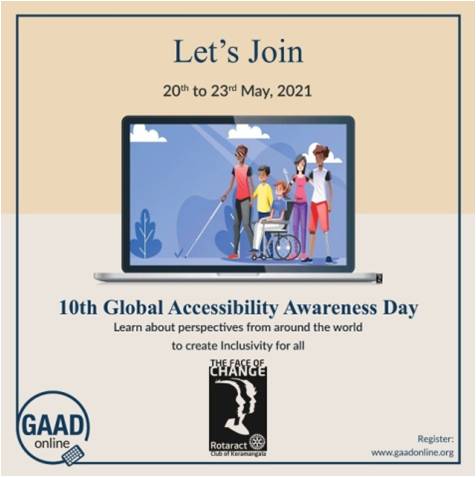 Let's Join
20th to 23rd May, 2021
10th Global Accessibility Awareness Day
Learn about perspectives from around the world
to create Inclusivity for all
THE FACE OF
CHANGE
Rotaract
Club of Koramangala
GAAD
online
Register:
www.gaadonline.org